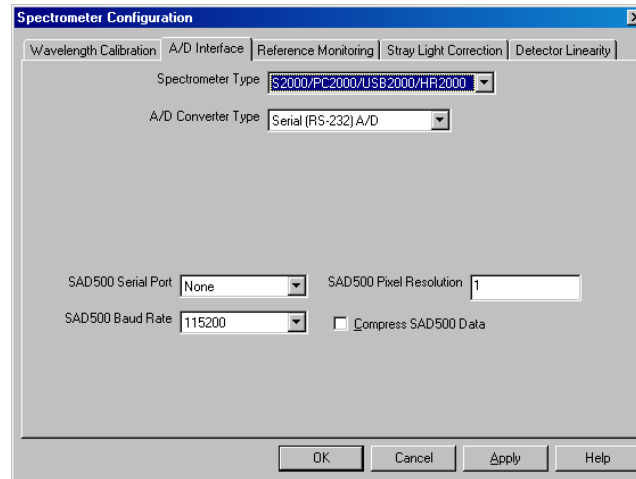 Spectrometer Configuration
Wavelength Calibration A/D Interface Reference Monitoring Stray Light Correction Detector Linearity
Spectrometer Type S2000/PC2000/USB2000/HR2000
A/D Converter Type Serial (RS-232) A/D
SAD500 Serial Port None SAD500 Pixel Resolution 1
SAD500 Baud Rate 115200 Compress SAD500 Data
OK Cancel Apply Help